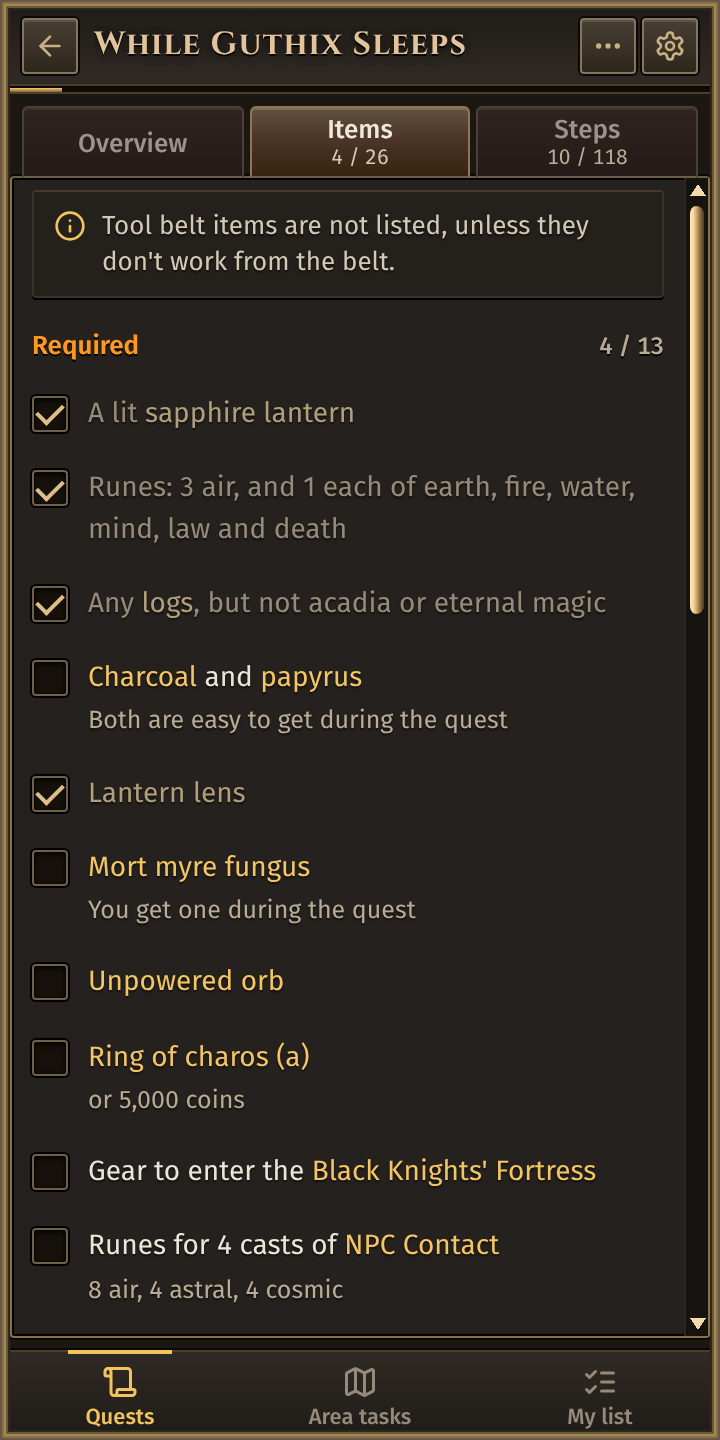 While Guthix Sleeps
Overview
Items
4 / 26
Steps
10 / 118
Tool belt items are not listed, unless they
don't work from the belt.
Required
4 / 13
A lit sapphire lantern
Runes: 3 air, and 1 each of earth, fire, water,
mind, law and death
Any logs, but not acadia or eternal magic
Charcoal and papyrus
Both are easy to get during the quest
Lantern lens
Mort myre fungus
You get one during the quest
Unpowered orb
Ring of charos (a)
or 5,000 coins
Gear to enter the Black Knights' Fortress
Runes for 4 casts of NPC Contact
8 air, 4 astral, 4 cosmic
Quests
Area tasks
My list